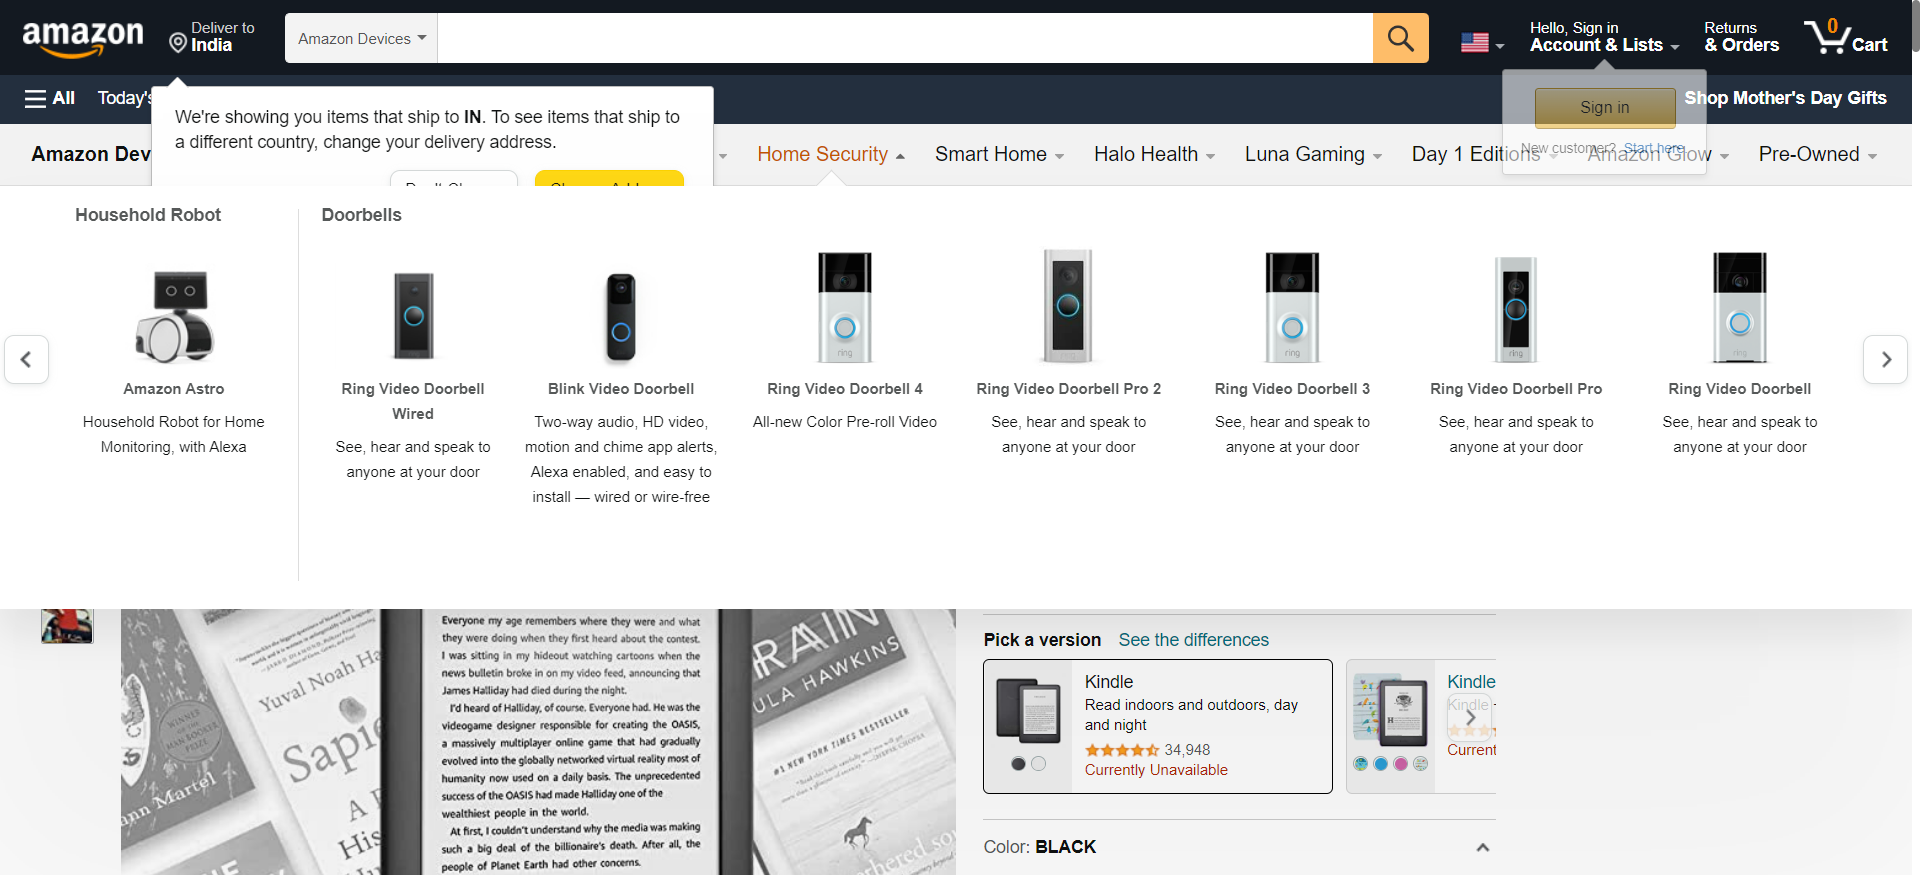 amazon
Deliver to
India
Amazon Devices
Hello, Sign in
Account & Lists
Returns
& Orders
0
Cart
All
Today's
We're showing you items that ship to IN. To see items that ship to
a different country, change your delivery address.
Sign in
New customer? Start here.
Shop Mother's Day Gifts
Amazon Dev
Home Security
Smart Home
Halo Health
Luna Gaming
Day 1 Editions
Amazon Glow
Pre-Owned
Household Robot
Doorbells
ring
ring
ring
ring
Amazon Astro
Household Robot for Home
Monitoring, with Alexa
Ring Video Doorbell
Wired
See, hear and speak to
anyone at your door
Blink Video Doorbell
Two-way audio, HD video,
motion and chime app alerts,
Alexa enabled, and easy to
install — wired or wire-free
Ring Video Doorbell 4
All-new Color Pre-roll Video
Ring Video Doorbell Pro 2
See, hear and speak to
anyone at your door
Ring Video Doorbell 3
See, hear and speak to
anyone at your door
Ring Video Doorbell Pro
See, hear and speak to
anyone at your door
Ring Video Doorbell
See, hear and speak to
anyone at your door
Yuval Noah Ha
Sapie
WINNER
MAN BOOKER
PRIZE
ann Martel
Everyone my age remembers where they were and what
they were doing when they first heard about the contest.
I was sitting in my hideout watching cartoons when the
news bulletin broke in on my video feed, announcing that
James Halliday had died during the night.
I'd heard of Halliday, of course. Everyone had. He was the
videogame designer responsible for creating the OASIS,
a massively multiplayer online game that had gradually
evolved into the globally networked virtual reality most of
humanity now used on a daily basis. The unprecedented
success of the OASIS had made Halliday one of the
wealthiest people in the world.
At first, I couldn't understand why the media was making
such a big deal of the billionaire's death. After all, the
people of Planet Earth had other concerns.
RAIN
ULA HAWKINS
#1 NEW YORK TIMES BESTSELLER
Pick a version
See the differences
Kindle
Read indoors and outdoors, day
and night
34,948
Currently Unavailable
Kindle
Kindle
Current
Color: BLACK